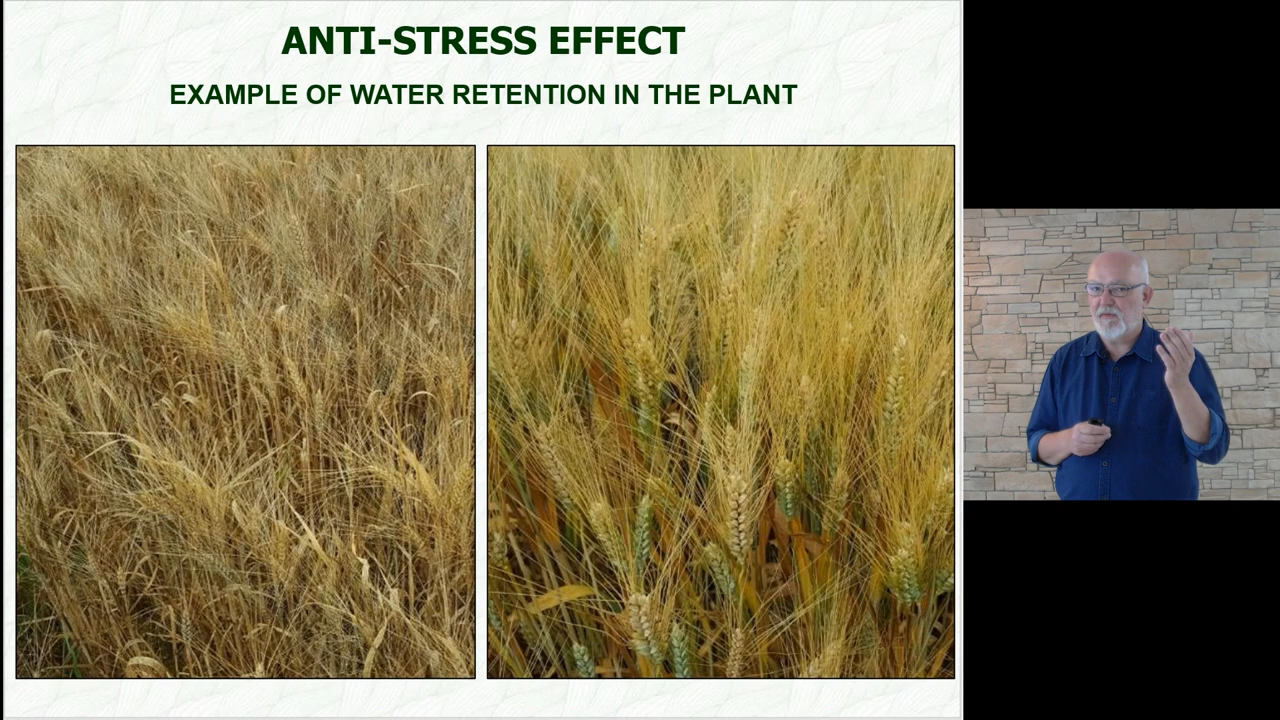 ANTI-STRESS EFFECT
EXAMPLE OF WATER RETENTION IN THE PLANT